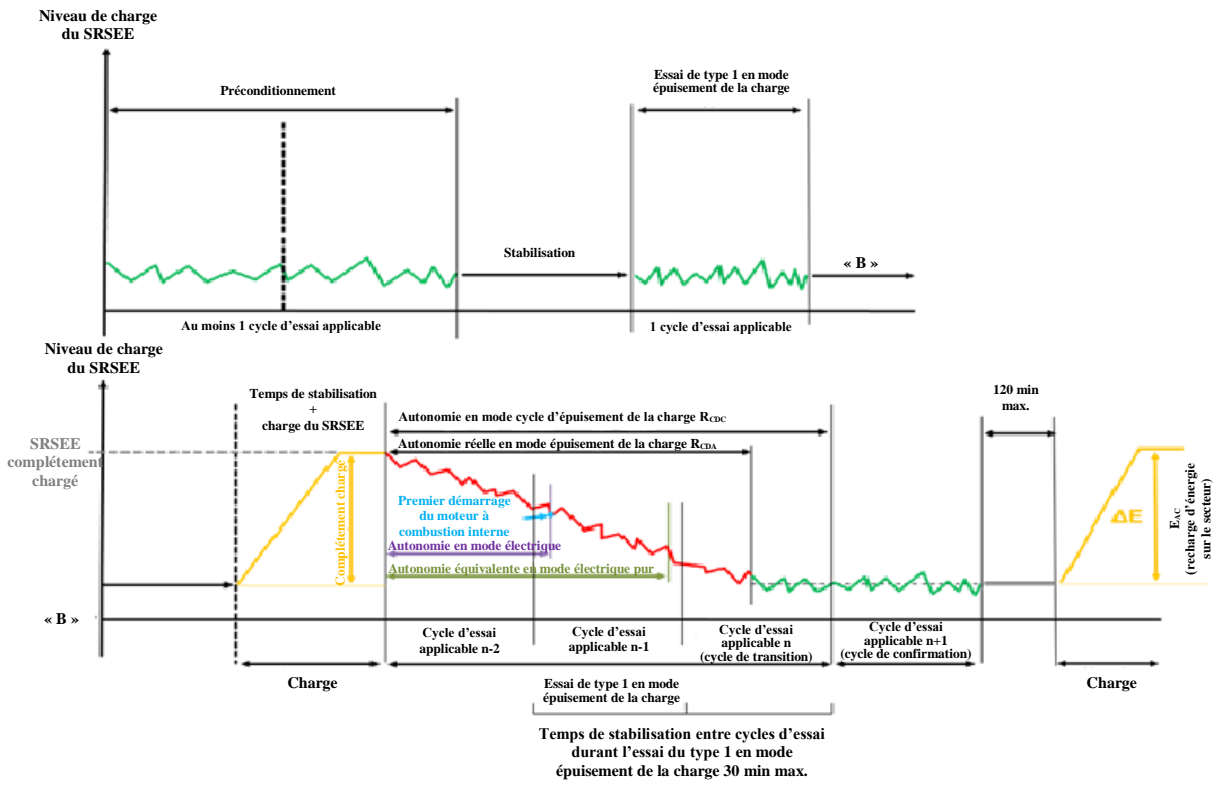 Niveau de charge
du SRSEE
Préconditionnement
Essai de type 1 en mode
épuisement de la charge
Stabilisation
« B »
Au moins 1 cycle d'essai applicable
1 cycle d'essai applicable
Niveau de charge
du SRSEE
Temps de stabilisation
+
charge du SRSEE
120 min
max.
Autonomie en mode cycle d'épuisement de la charge RCDC
Autonomie réelle en mode épuisement de la charge RCDA
SRSEE
complétement
chargé
Complétement chargé
Premier démarrage
du moteur à
combustion interne
Autonomie en mode électrique
Autonomie équivalente en mode électrique pur
ΔE
EAC
(recharge d'énergie
sur le secteur)
« B »
Cycle d'essai
applicable n-2
Cycle d'essai
applicable n-1
Cycle d'essai
applicable n
(cycle de transition)
Cycle d'essai
applicable n+1
(cycle de confirmation)
Charge
Essai de type 1 en mode
épuisement de la charge
Charge
Temps de stabilisation entre cycles d'essai
durant l'essai du type 1 en mode
épuisement de la charge 30 min max.